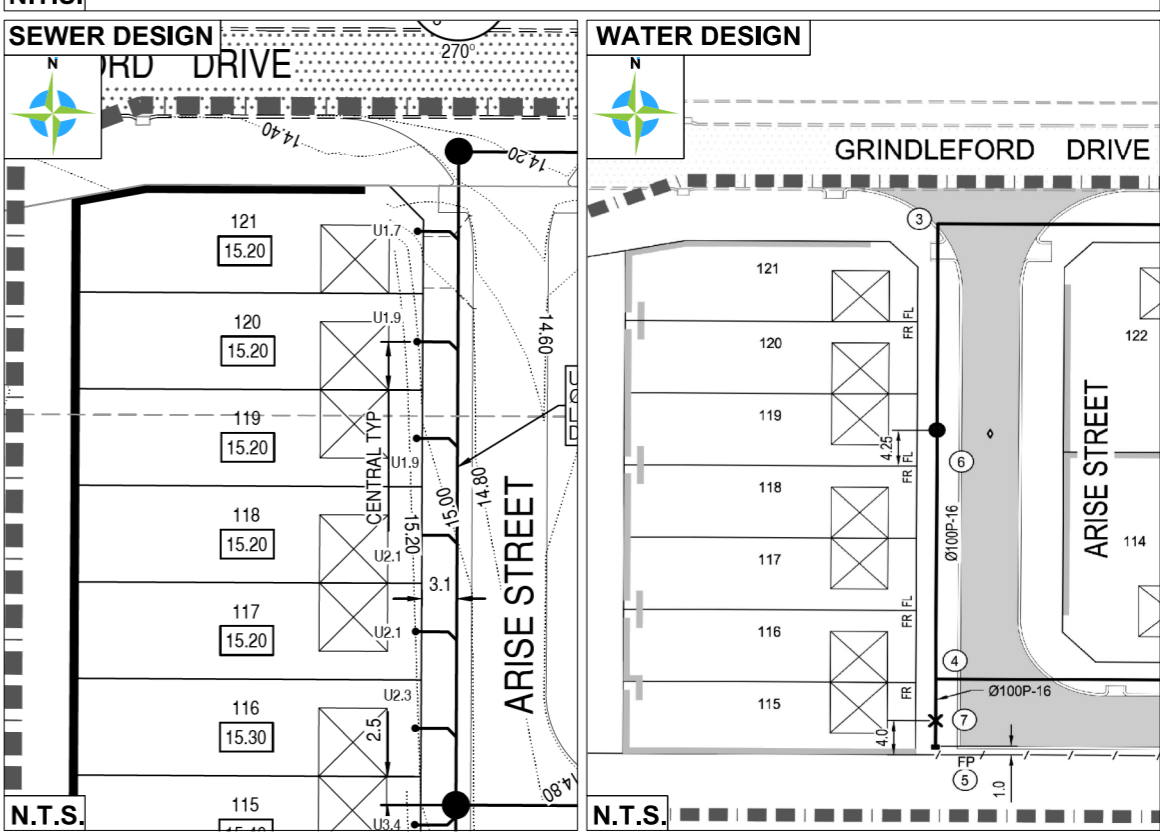 N.T.S.
SEWER DESIGN
N
ORD DRIVE
270°
14.40
14.20
121
15.20
U1.7
120
15.20
U1.9
14.60
119
15.20
CENTRAL TYP
U1.9
14.80
15.00
15.20
118
15.20
U2.1
3.1
117
15.20
U2.1
ARISE STREET
U2.3
116
15.30
2.5
14.80
115
U3.4
N.T.S.
WATER DESIGN
N
GRINDLEFORD DRIVE
3
121
FR FL
120
122
119
4.25
FR FL
6
118
Ø100P-16
ARISE STREET
117
114
FR FL
116
4
FR
Ø100P-16
115
7
4.0
FP
5
1.0
N.T.S.